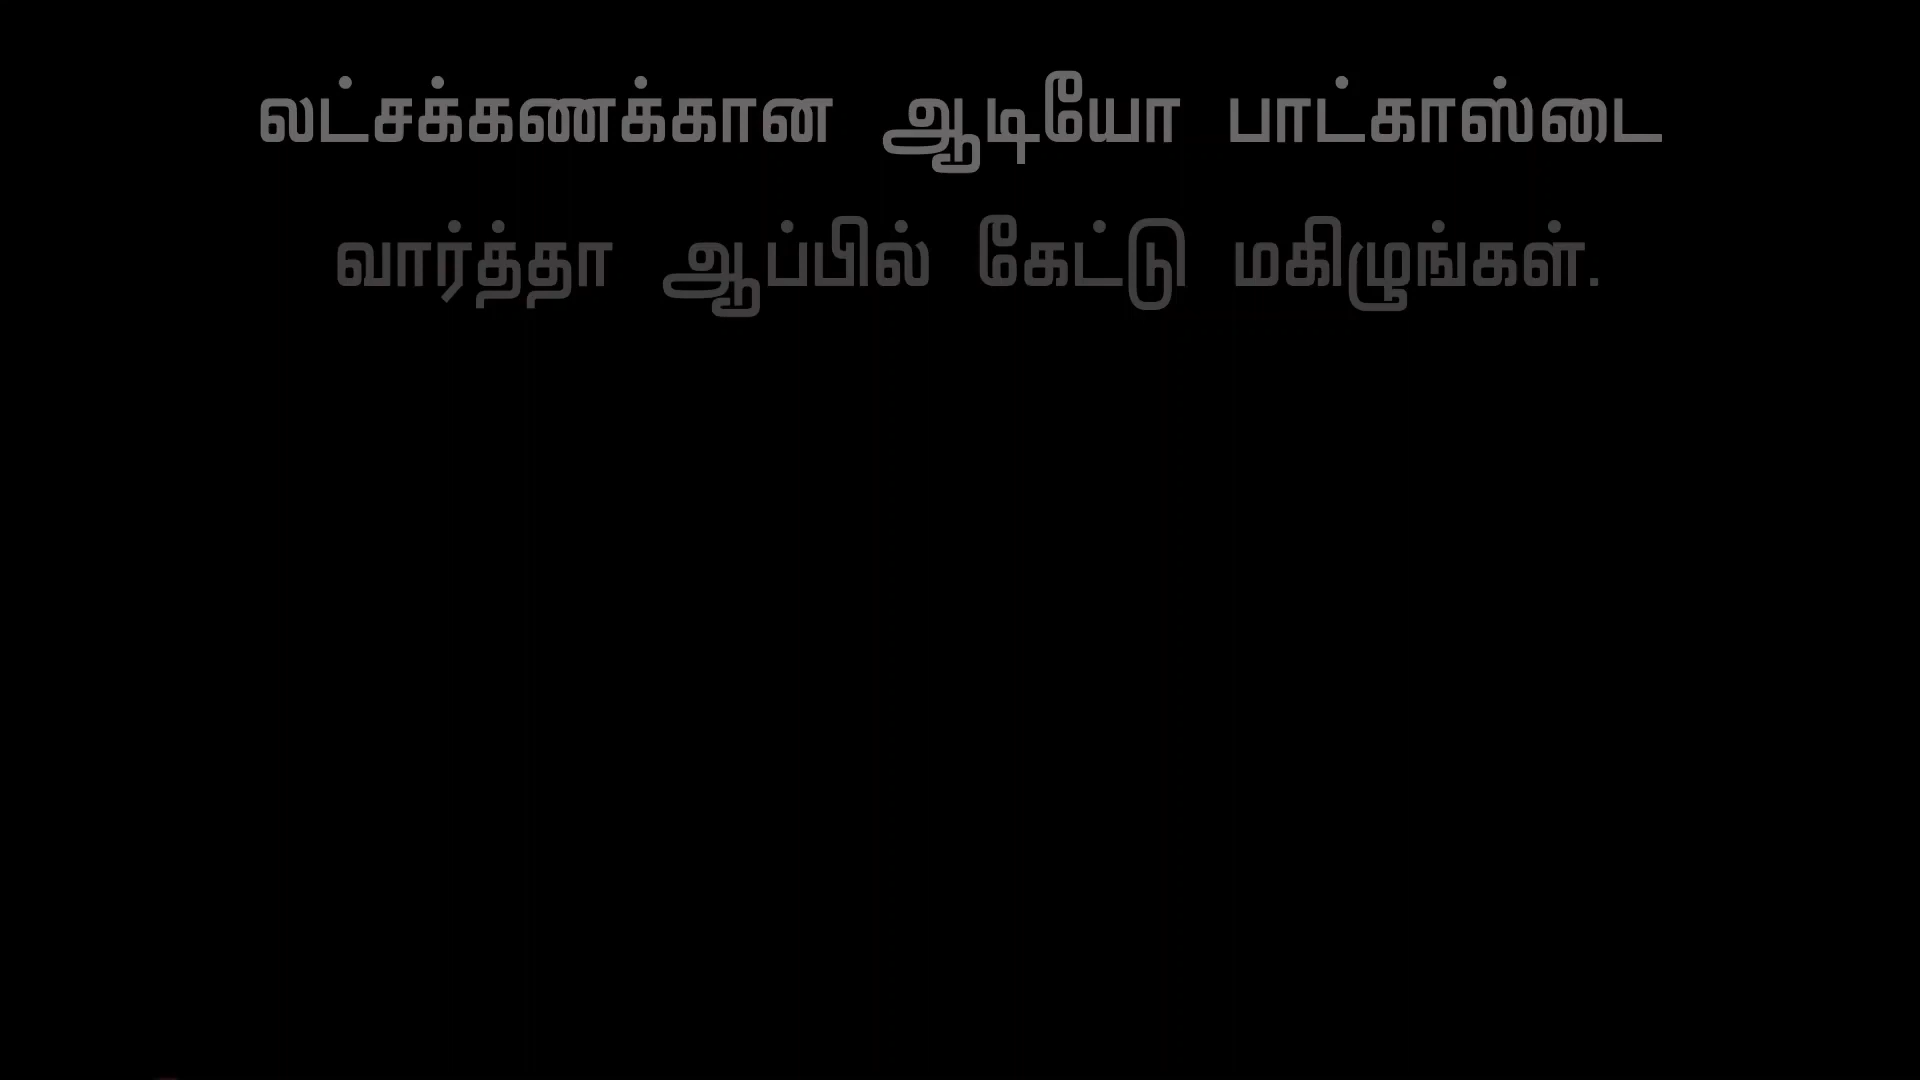 லட்சக்கணக்கான ஆடியோ பாட்காஸ்டை
வார்த்தா ஆப்பில் கேட்டு மகிழுங்கள்.